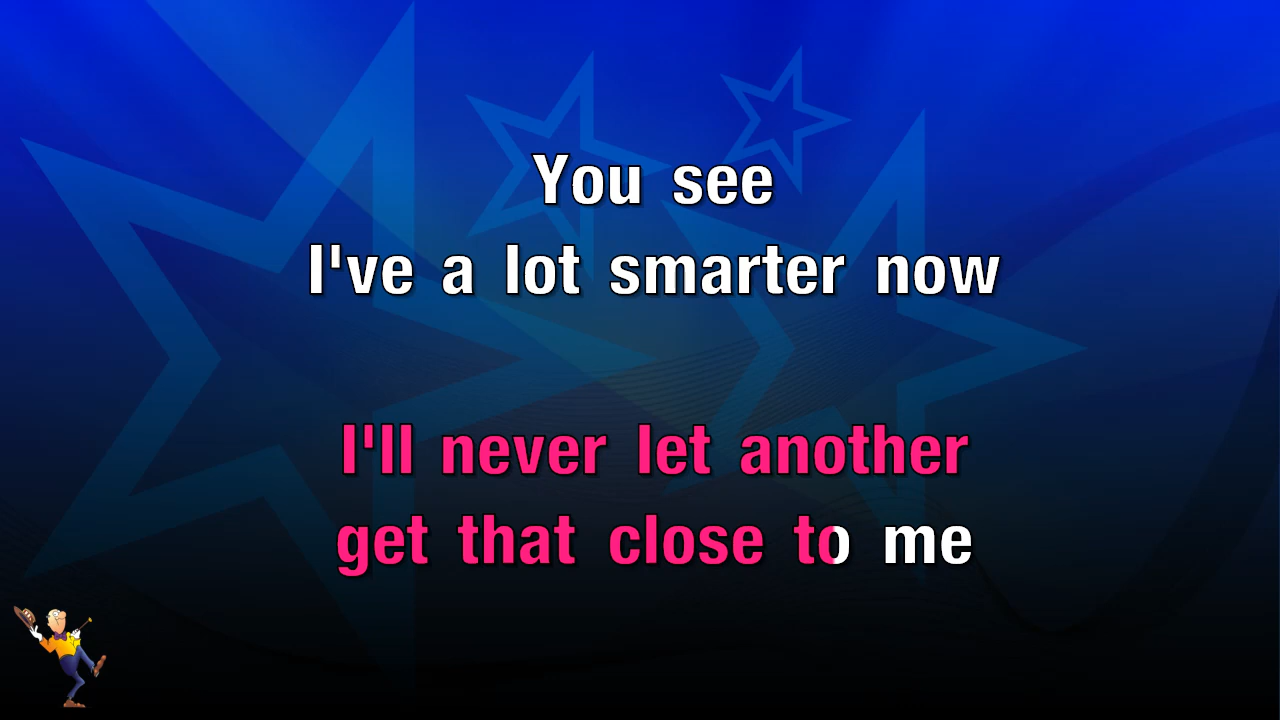 You see
I've a lot smarter now
I'll never let another
get that close to me